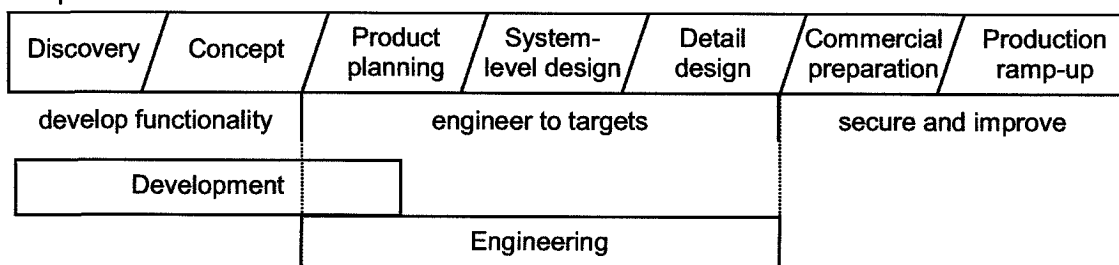 Discovery
Concept
Product
planning
System-
level design
Detail
design
Commercial
preparation
Production
ramp-up
develop functionality
engineer to targets
secure and improve
Development
Engineering